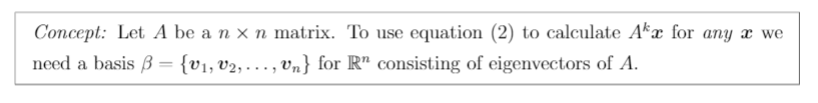 Concept: Let A be a n × n matrix. To use equation (2) to calculate Aᵏx for any x we
need a basis β = {v₁, v₂, . . . , vₙ} for ℝⁿ consisting of eigenvectors of A.